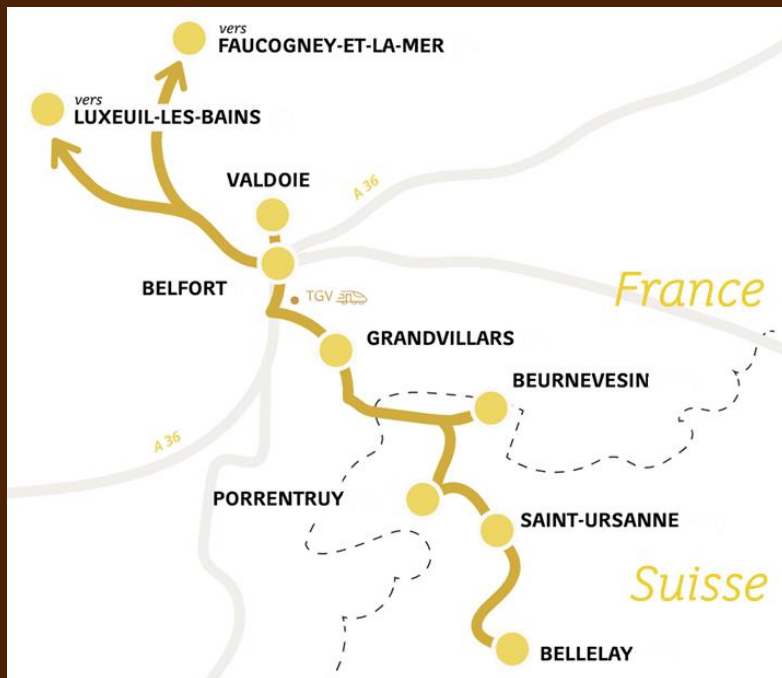 vers
FAUCOGNEY-ET-LA-MER
vers
LUXEUIL-LES-BAINS
VALDOIE
A 36
BELFORT
TGV
France
GRANDVILLARS
BEURNEVESIN
A 36
PORRENTRUY
SAINT-URSANNE
Suisse
BELLELAY